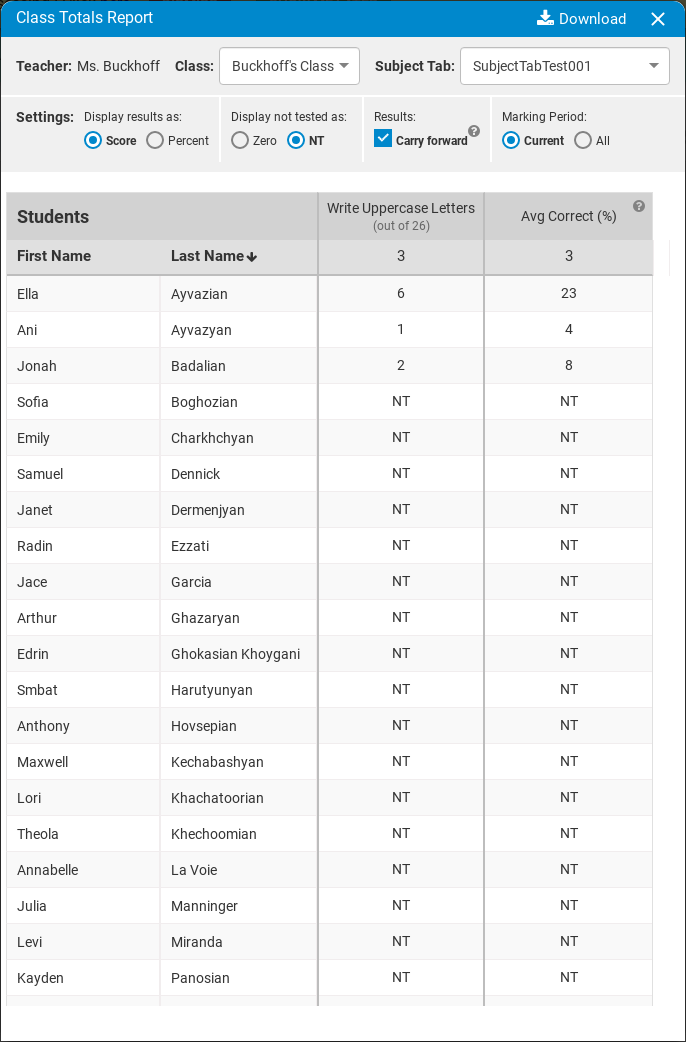 Class Totals Report Download
Teacher: Ms. Buckhoff Class: Buckhoff's Class Subject Tab: SubjectTabTest001
Settings: Display results as: Display not tested as: Results: Marking Period:
Score Percent Zero NT Carry forward ? Current All
Students Write Uppercase Letters (out of 26) Avg Correct (%) ?
First Name Last Name 3 3
Ella Ayvazian 6 23
Ani Ayvazyan 1 4
Jonah Badalian 2 8
Sofia Boghozian NT NT
Emily Charkhchyan NT NT
Samuel Dennick NT NT
Janet Dermenjyan NT NT
Radin Ezzati NT NT
Jace Garcia NT NT
Arthur Ghazaryan NT NT
Edrin Ghokasian Khoygani NT NT
Smbat Harutyunyan NT NT
Anthony Hovsepian NT NT
Maxwell Kechabashyan NT NT
Lori Khachatoorian NT NT
Theola Khechoomian NT NT
Annabelle La Voie NT NT
Julia Manninger NT NT
Levi Miranda NT NT
Kayden Panosian NT NT